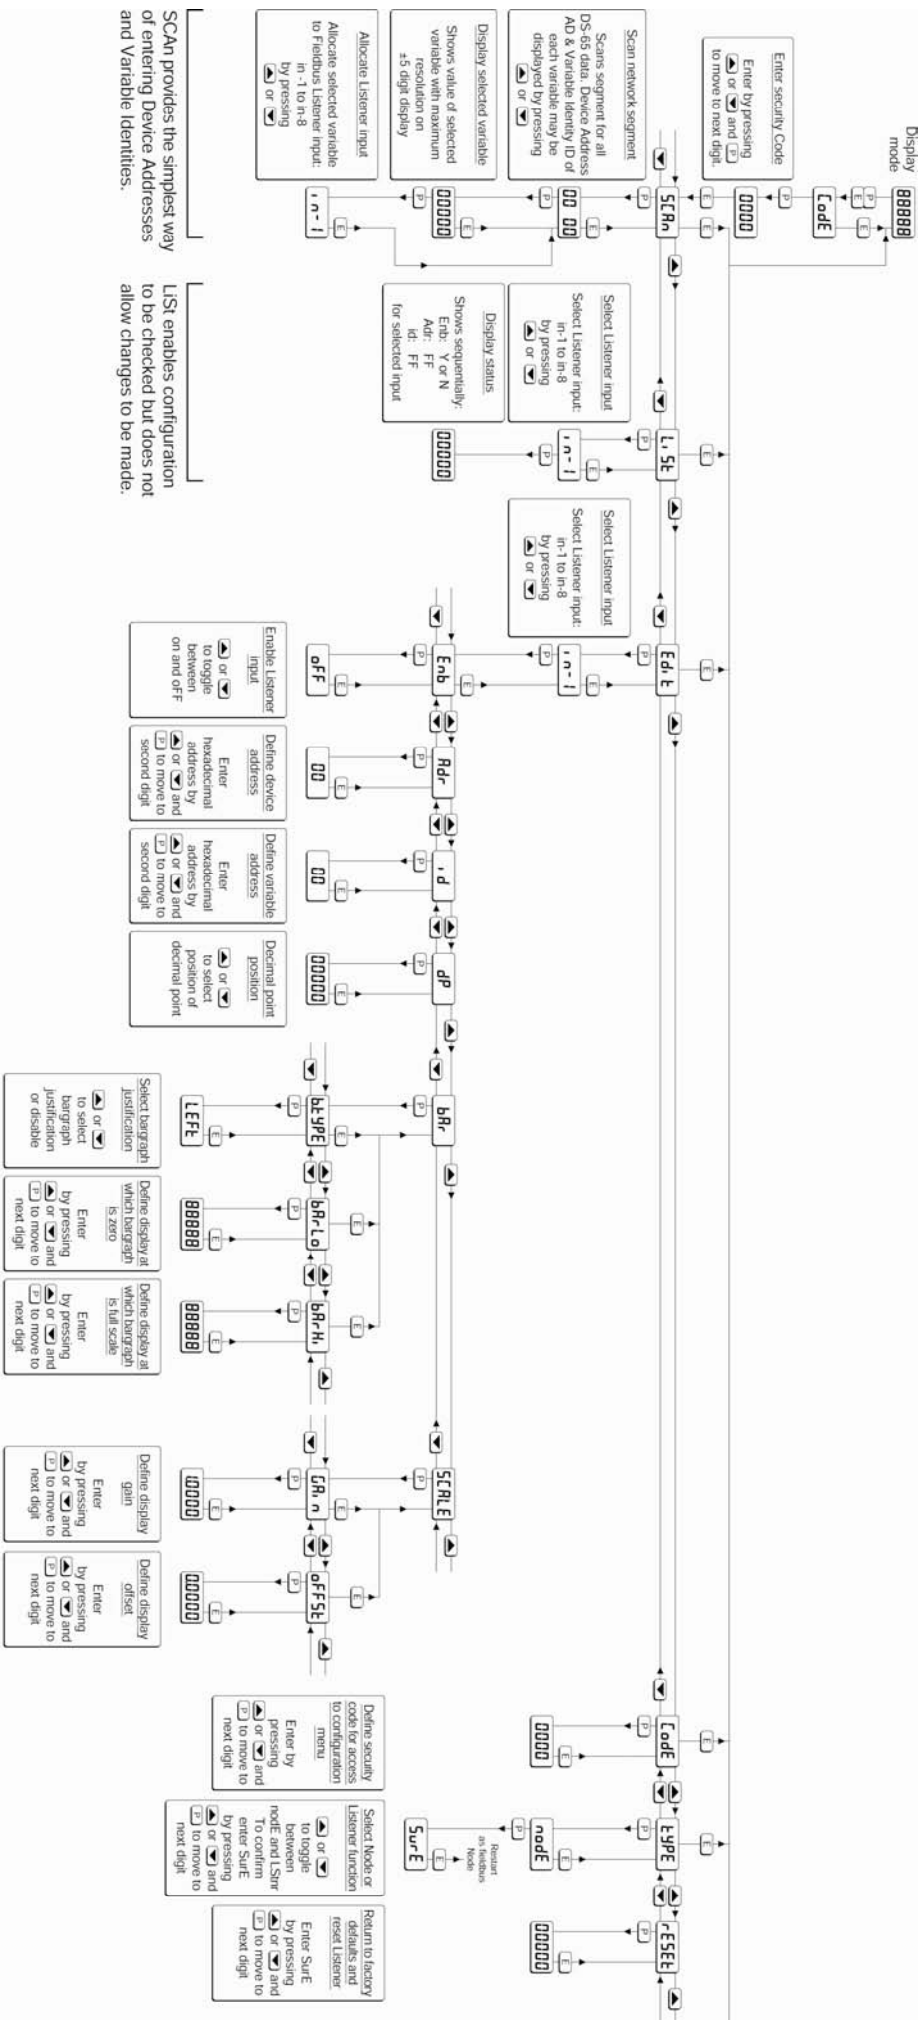 Display
mode
88888
P
E
E
CodE
Enter security Code
Enter by pressing
▲ or ▼ and P
to move to next digit.
P
0000
E
E
SCAn
Scan network segment
Scans segment for all
DS-65 data. Device Address
AD & Variable Identity ID of
each variable may be
displayed by pressing
▲ or ▼
P
E
00 00
Display selected variable
Shows value of selected
variable with maximum
resolution on
±5 digit display
P
E
00000
Allocate Listener input
Allocate selected variable
to Fieldbus Listener input:
in -1 to in-8
by pressing
▲ or ▼
P
E
in-1
SCAn provides the simplest way
of entering Device Addresses
and Variable Identities.
E
LiSt
Select Listener input
Select Listener input:
in-1 to in-8
by pressing
▲ or ▼
P
E
in-1
Display status
Shows sequentially:
Enb: Y or N
Adr: FF
id: FF
for selected input
P
E
00000
LiSt enables configuration
to be checked but does not
allow changes to be made.
E
Edit
Select Listener input
Select Listener input:
in-1 to in-8
by pressing
▲ or ▼
P
E
in-1
P
E
Enb
P
E
oFF
Enable Listener
input
▲ or ▼
to toggle
between
on and oFF
Adr
P
E
00
Define device
address
Enter
hexadecimal
address by
▲ or ▼ and
P to move to
second digit
id
P
E
00
Define variable
address
Enter
hexadecimal
address by
▲ or ▼ and
P to move to
second digit
dP
P
E
00000
Decimal point
position
▲ or ▼
to select
position of
decimal point
bAr
P
btYPE
E
P
E
LEFt
Select bargraph
justification
▲ or ▼
to select
bargraph
justification
or disable
E
bArLo
P
E
88888
Define display at
which bargraph
is zero
Enter
by pressing
▲ or ▼ and
P to move to
next digit
E
bArHi
P
E
88888
Define display at
which bargraph
is full scale
Enter
by pressing
▲ or ▼ and
P to move to
next digit
SCALE
P
E
GAin
P
E
1.0000
Define display
gain
Enter
by pressing
▲ or ▼ and
P to move to
next digit
E
oFFSt
P
E
0.0000
Define display
offset
Enter
by pressing
▲ or ▼ and
P to move to
next digit
E
CodE
P
E
0000
Define security
code for access
to configuration
menu
Enter by
pressing
▲ or ▼ and
P to move to
next digit
E
tYPE
P
E
nodE
P
Restart
as fieldbus
Node
E
SurE
Select Node or
Listener function
▲ or ▼
to toggle
between
nodE and LStnr
To confirm
enter SurE
by pressing
▲ or ▼ and
P to move to
next digit
rESEt
P
E
00000
Return to factory
defaults and
reset Listener
Enter SurE
by pressing
▲ or ▼ and
P to move to
next digit